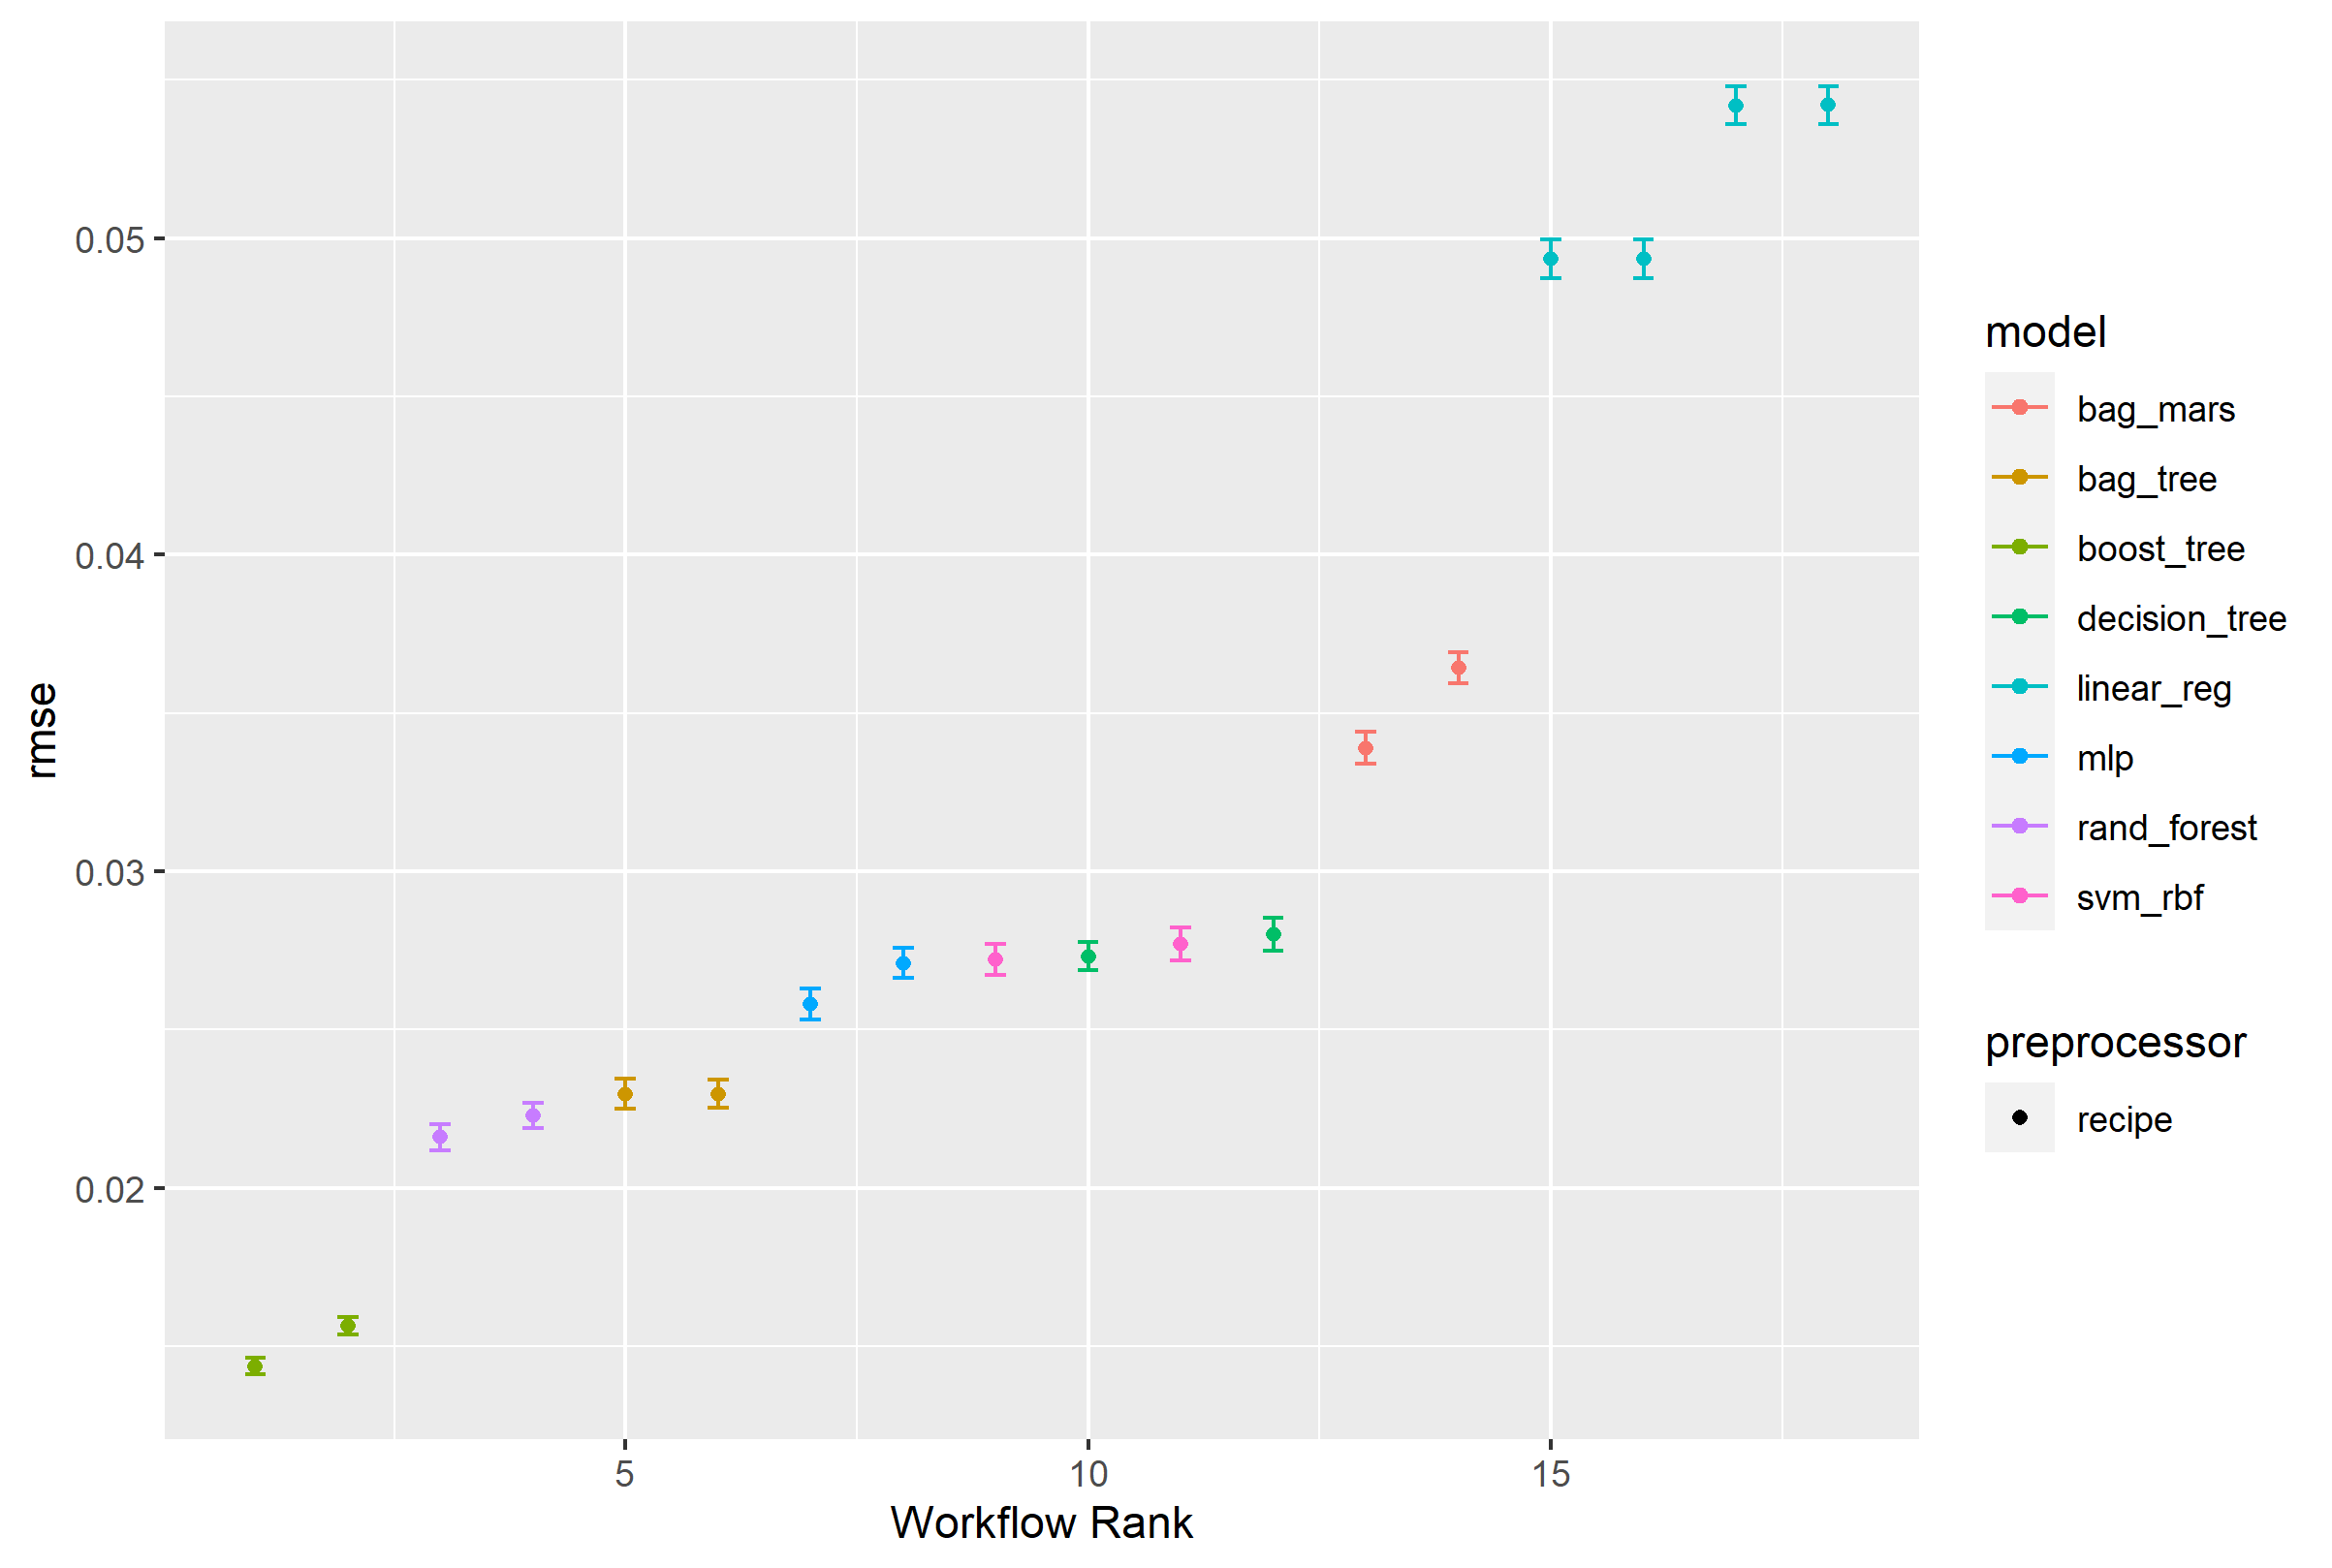 rmse
0.05
0.04
0.03
0.02
5 10 15
Workflow Rank
model
bag_mars
bag_tree
boost_tree
decision_tree
linear_reg
mlp
rand_forest
svm_rbf
preprocessor
recipe